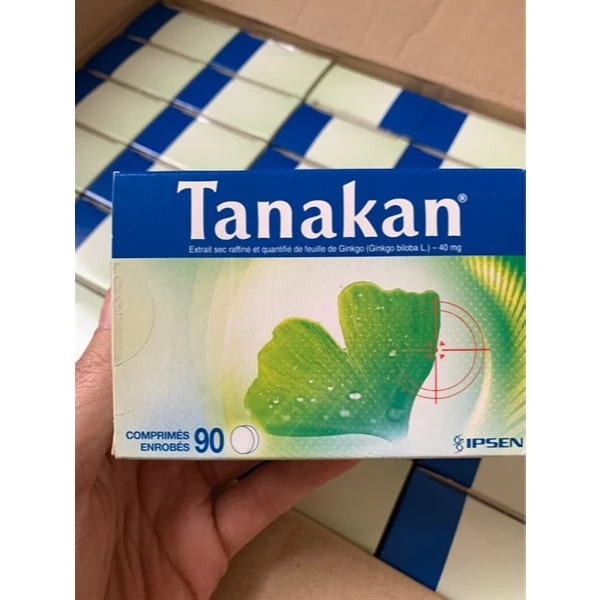 Tanakan®
Extrait sec raffiné et quantifié de feuille de Ginkgo (Ginkgo biloba L.) – 40 mg
COMPRIMÉS
ENROBÉS 90
IPSEN